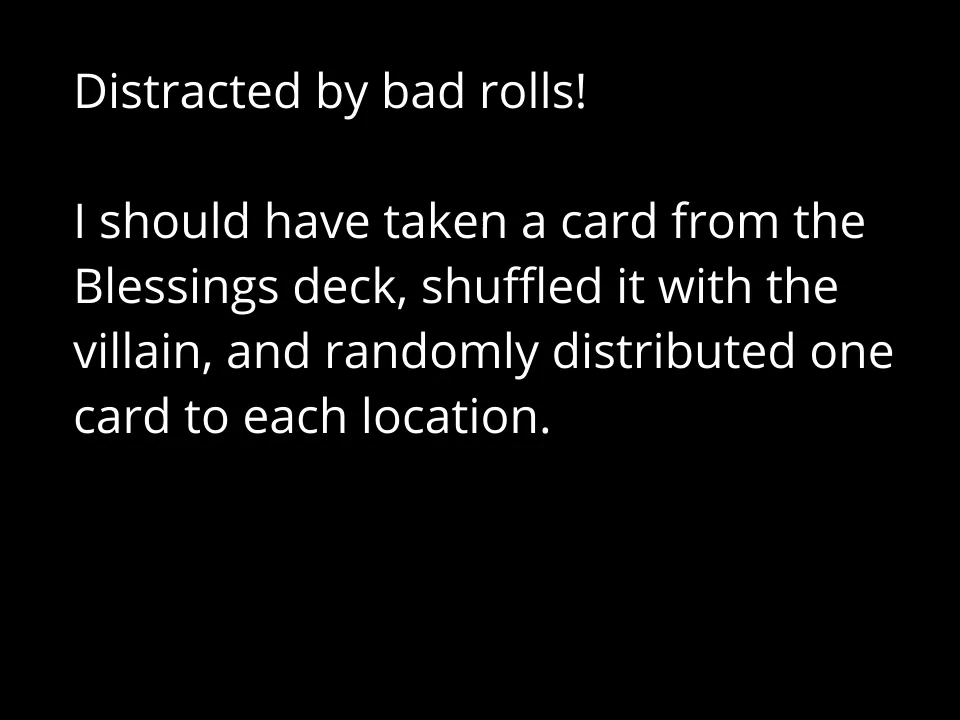 Distracted by bad rolls!
I should have taken a card from the
Blessings deck, shuffled it with the
villain, and randomly distributed one
card to each location.